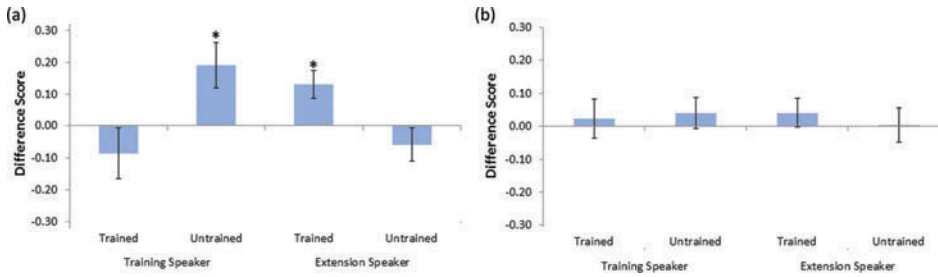 (a)
0.30
0.20
0.10
0.00
-0.10
-0.20
-0.30
Difference Score
*
*
Trained Untrained Trained Untrained
Training Speaker Extension Speaker
(b)
0.30
0.20
0.10
0.00
-0.10
-0.20
-0.30
Difference Score
Trained Untrained Trained Untrained
Training Speaker Extension Speaker